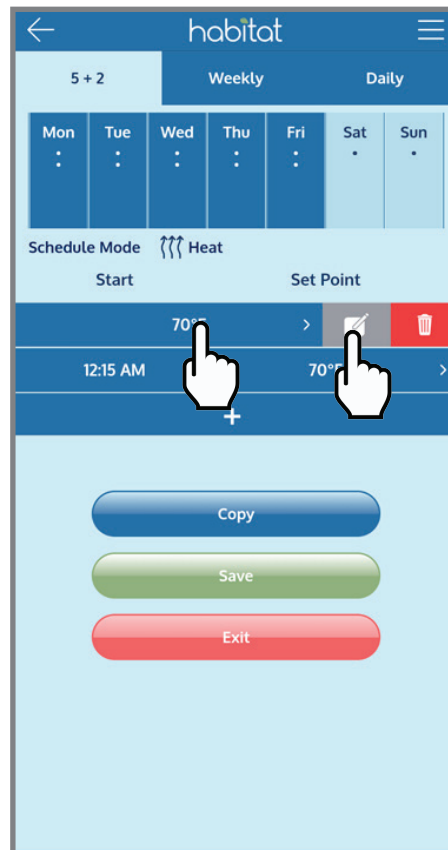 habitat
5 + 2 Weekly Daily
Mon Tue Wed Thu Fri Sat Sun
Schedule Mode Heat
Start Set Point
70°F >
12:15 AM 70°F >
+
Copy
Save
Exit